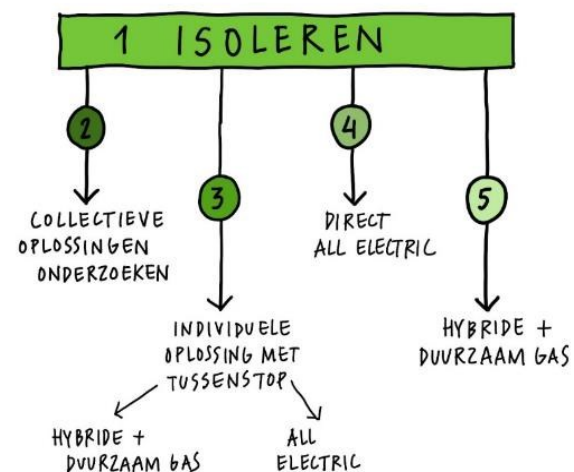 1 ISOLEREN
2
COLLECTIEVE
OPLOSSINGEN
ONDERZOEKEN
3
INDIVIDUELE
OPLOSSING MET
TUSSENSTOP
HYBRIDE +
DUURZAAM GAS
ALL
ELECTRIC
4
DIRECT
ALL ELECTRIC
5
HYBRIDE +
DUURZAAM GAS